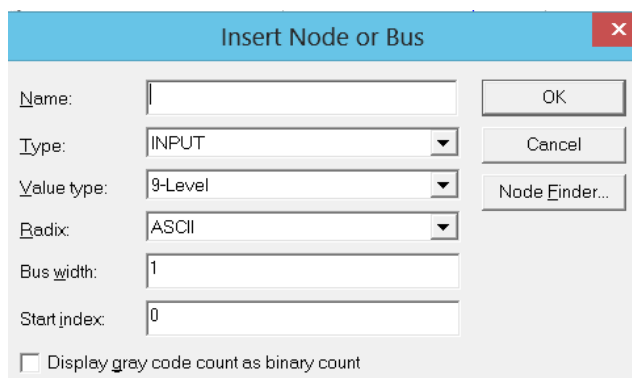 Insert Node or Bus
x
Name:
OK
Type:
INPUT
Cancel
Value type:
9-Level
Node Finder...
Radix:
ASCII
Bus width:
1
Start index:
0
Display gray code count as binary count